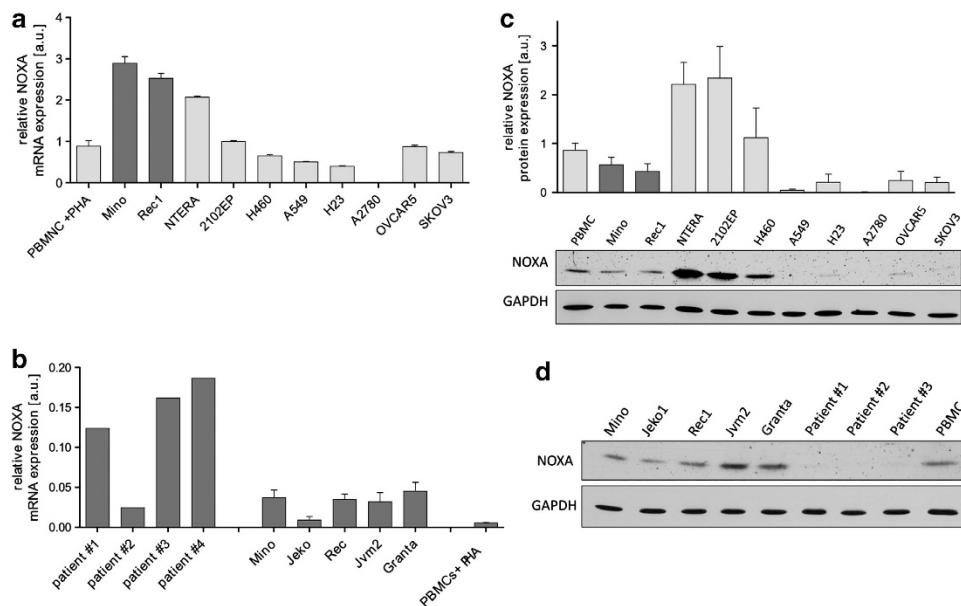 a
relative NOXA
mRNA expression [a.u.]
4
3
2
1
0
PBMNC +PHA
Mino
Rec1
NTERA
2102EP
H460
A549
H23
A2780
OVCAR5
SKOV3
b
relative NOXA
mRNA expression [a.u.]
0.20
0.15
0.10
0.05
0.00
patient #1
patient #2
patient #3
patient #4
Mino
Jeko
Rec
Jvm2
Granta
PBMCs+ PHA
c
relative NOXA
protein expression [a.u.]
3
2
1
0
PBMC
Mino
Rec1
NTERA
2102EP
H460
A549
H23
A2780
OVCAR5
SKOV3
NOXA
GAPDH
d
Mino
Jeko1
Rec1
Jvm2
Granta
Patient #1
Patient #2
Patient #3
PBMC
NOXA
GAPDH